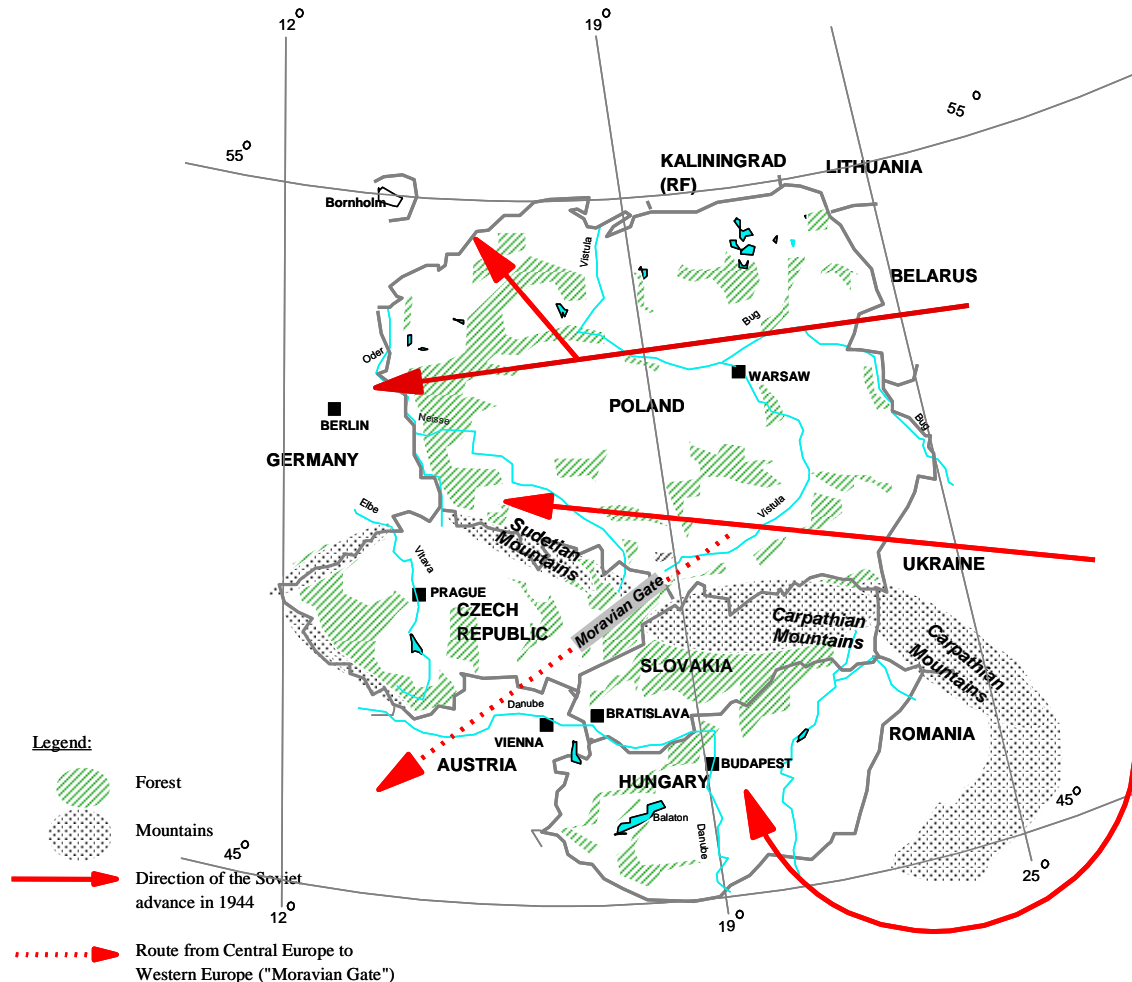 12 o
19 o
55 o
55 o
KALININGRAD
(RF)
LITHUANIA
Bornholm
Vistula
BELARUS
Bug
Oder
WARSAW
POLAND
Neisse
Bug
BERLIN
GERMANY
Elbe
Vistula
Sudetian
Mountains
Vltava
UKRAINE
PRAGUE
CZECH
REPUBLIC
Moravian Gate
Carpathian
Mountains
Carpathian
Mountains
SLOVAKIA
Danube
BRATISLAVA
VIENNA
ROMANIA
AUSTRIA
BUDAPEST
HUNGARY
Balaton
Danube
45 o
45 o
25 o
12 o
19 o
Legend:
Forest
Mountains
Direction of the Soviet
advance in 1944
Route from Central Europe to
Western Europe ("Moravian Gate")